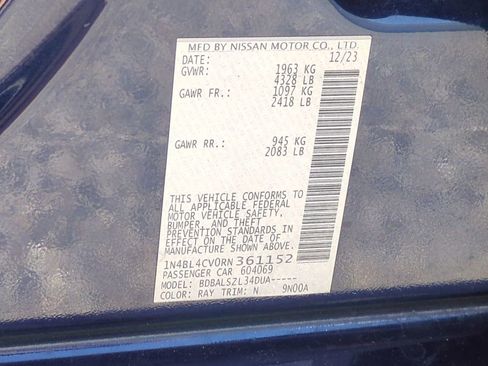 MFD BY NISSAN MOTOR CO., LTD.
DATE: 12/23
GVWR: 1963 KG
4328 LB
GAWR FR.: 1097 KG
2418 LB
GAWR RR.: 945 KG
2083 LB
THIS VEHICLE CONFORMS TO
ALL APPLICABLE FEDERAL
MOTOR VEHICLE SAFETY,
BUMPER, AND THEFT
PREVENTION STANDARDS IN
EFFECT ON THE DATE OF
MANUFACTURE SHOWN ABOVE.
1N4BL4CV0RN361152
PASSENGER CAR 604069
MODEL: BDBALSZL34DUA-----
COLOR: RAY TRIM: N 9N00A